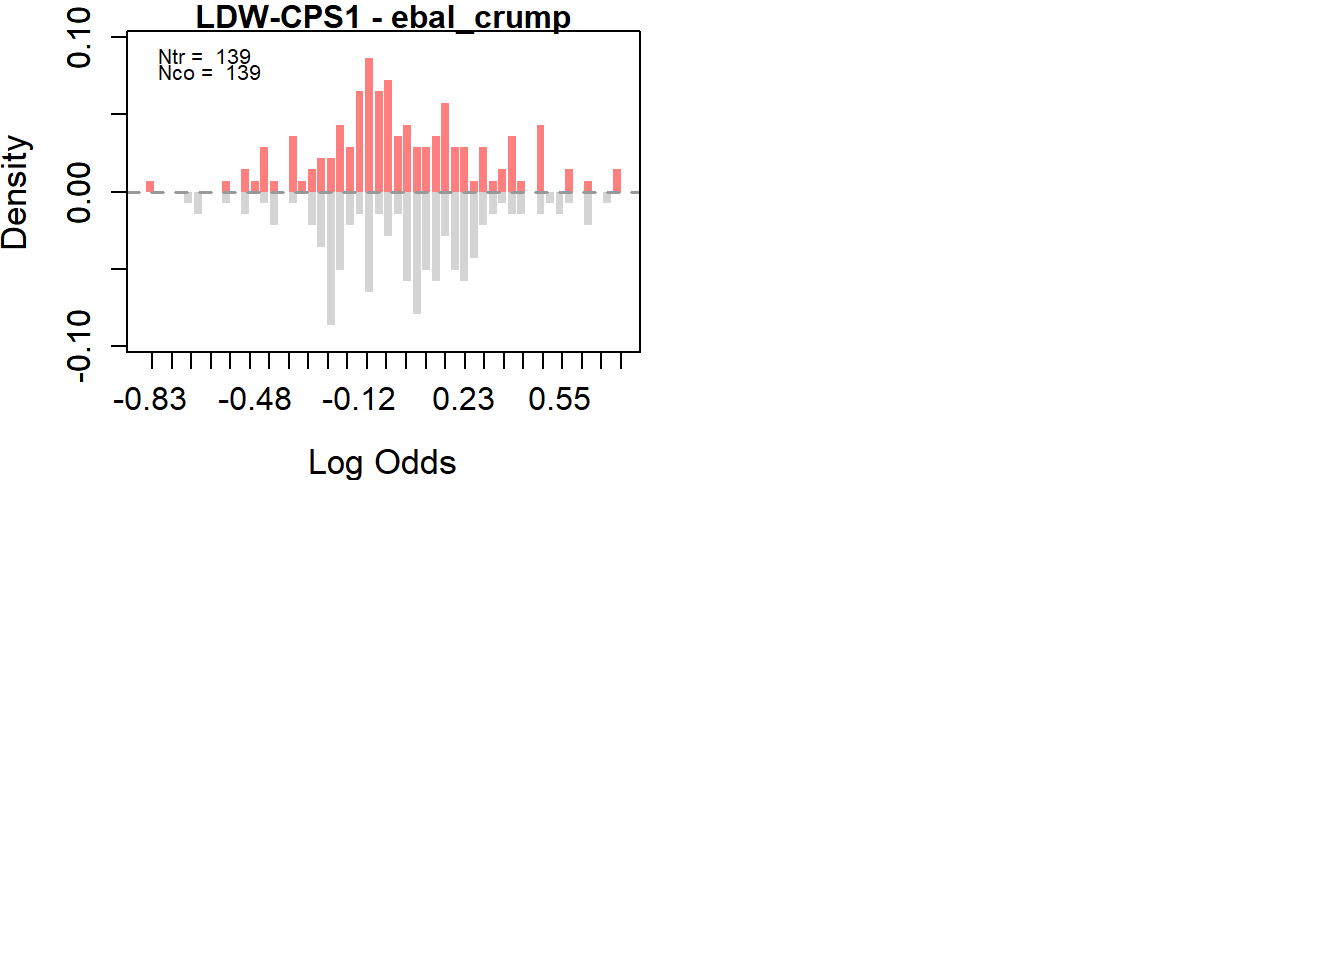 LDW-CPS1 - ebal_crump
Ntr = 139
Nco = 139
Density
0.10
0.00
-0.10
-0.83 -0.48 -0.12 0.23 0.55
Log Odds